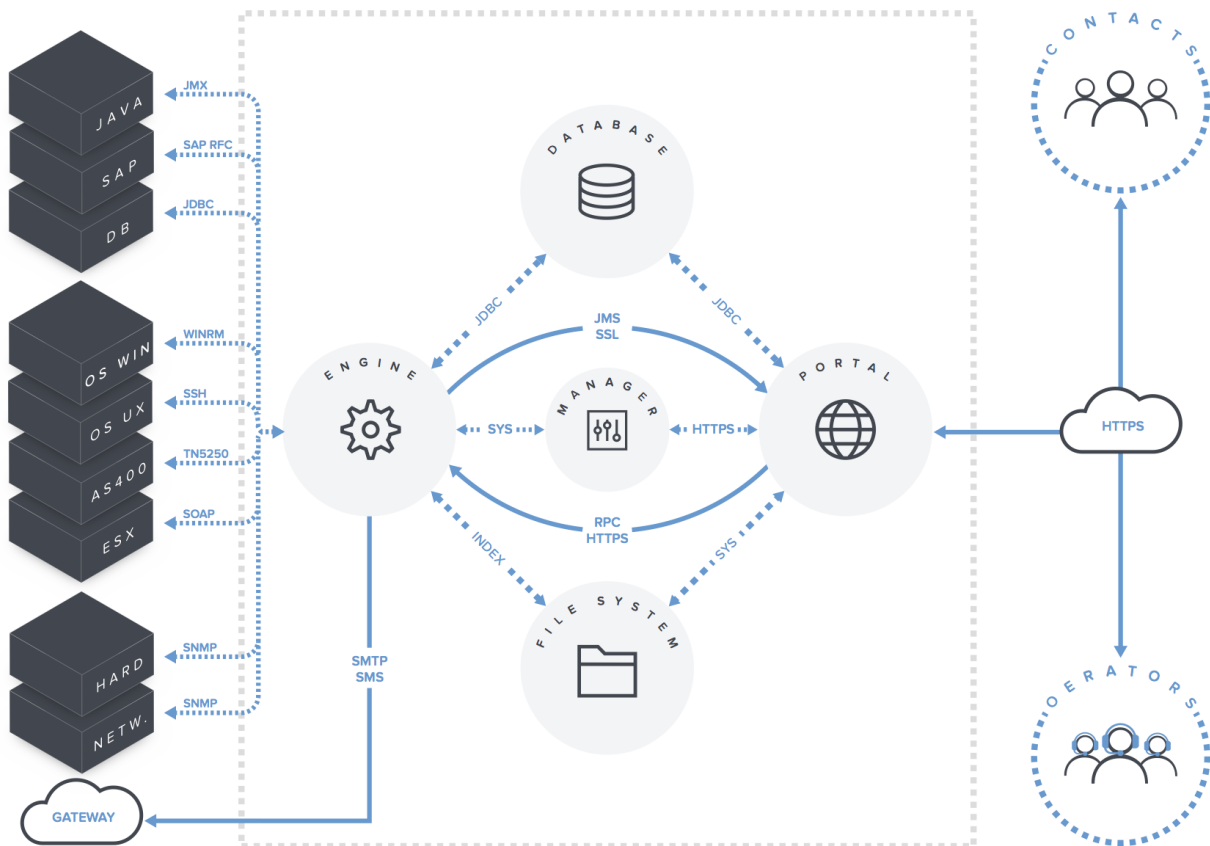 JAVA
JMX
SAP
SAP RFC
DB
JDBC
OS WIN
WINRM
OS UX
SSH
AS400
TN5250
ESX
SOAP
HARD
SNMP
NETW.
SNMP
GATEWAY
SMTP
SMS
DATABASE
JDBC
JDBC
JMS
SSL
ENGINE
SYS
MANAGER
HTTPS
PORTAL
RPC
HTTPS
INDEX
SYS
FILE SYSTEM
CONTACTS
HTTPS
OERATORS